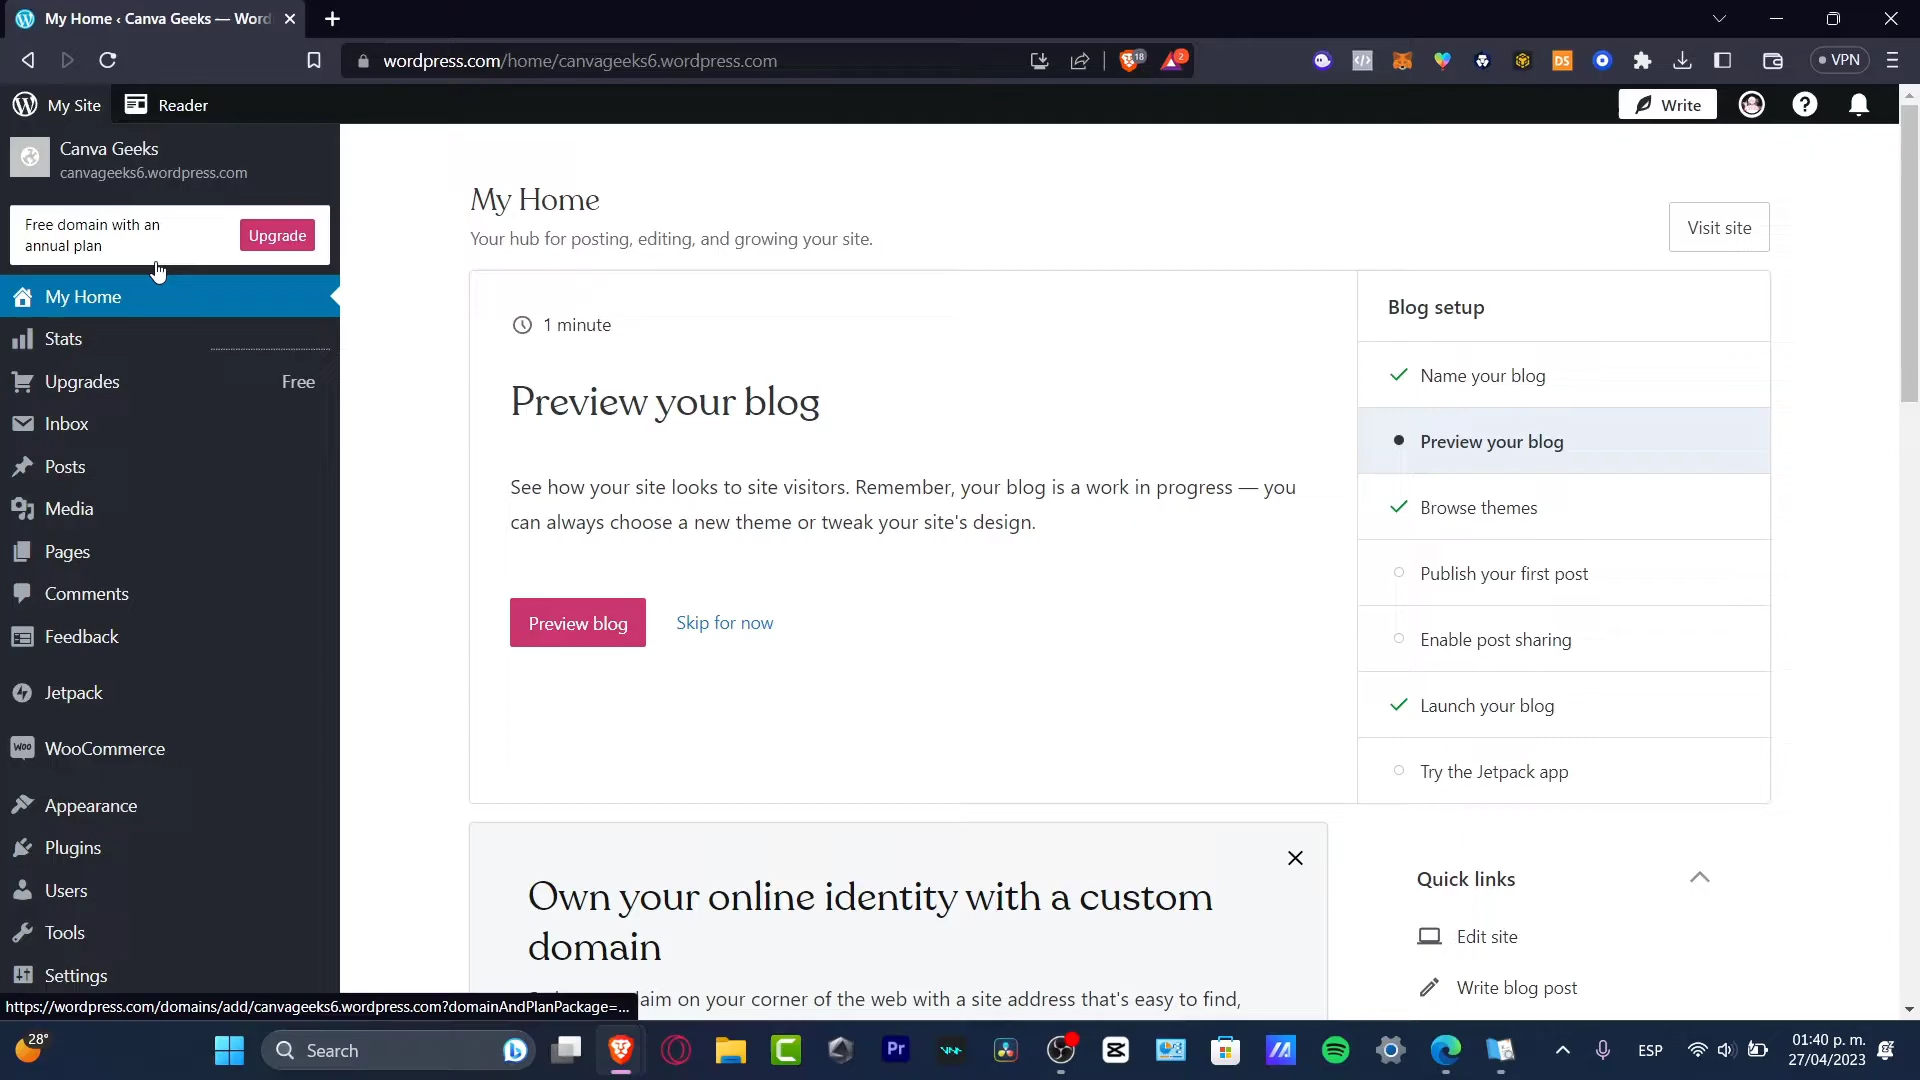 My Home ‹ Canva Geeks — Word
wordpress.com/home/canvageeks6.wordpress.com
18
2
DS
VPN
My Site
Reader
Write
Canva Geeks
canvageeks6.wordpress.com
Free domain with an
annual plan
Upgrade
My Home
Stats
Upgrades
Free
Inbox
Posts
Media
Pages
Comments
Feedback
Jetpack
WooCommerce
Appearance
Plugins
Users
Tools
Settings
https://wordpress.com/domains/add/canvageeks6.wordpress.com?domainAndPlanPackage=...
My Home
Your hub for posting, editing, and growing your site.
Visit site
1 minute
Preview your blog
See how your site looks to site visitors. Remember, your blog is a work in progress — you
can always choose a new theme or tweak your site's design.
Preview blog
Skip for now
Blog setup
Name your blog
Preview your blog
Browse themes
Publish your first post
Enable post sharing
Launch your blog
Try the Jetpack app
Own your online identity with a custom
domain
aim on your corner of the web with a site address that's easy to find,
Quick links
Edit site
Write blog post
28°
Search
Pr
ESP
01:40 p. m.
27/04/2023